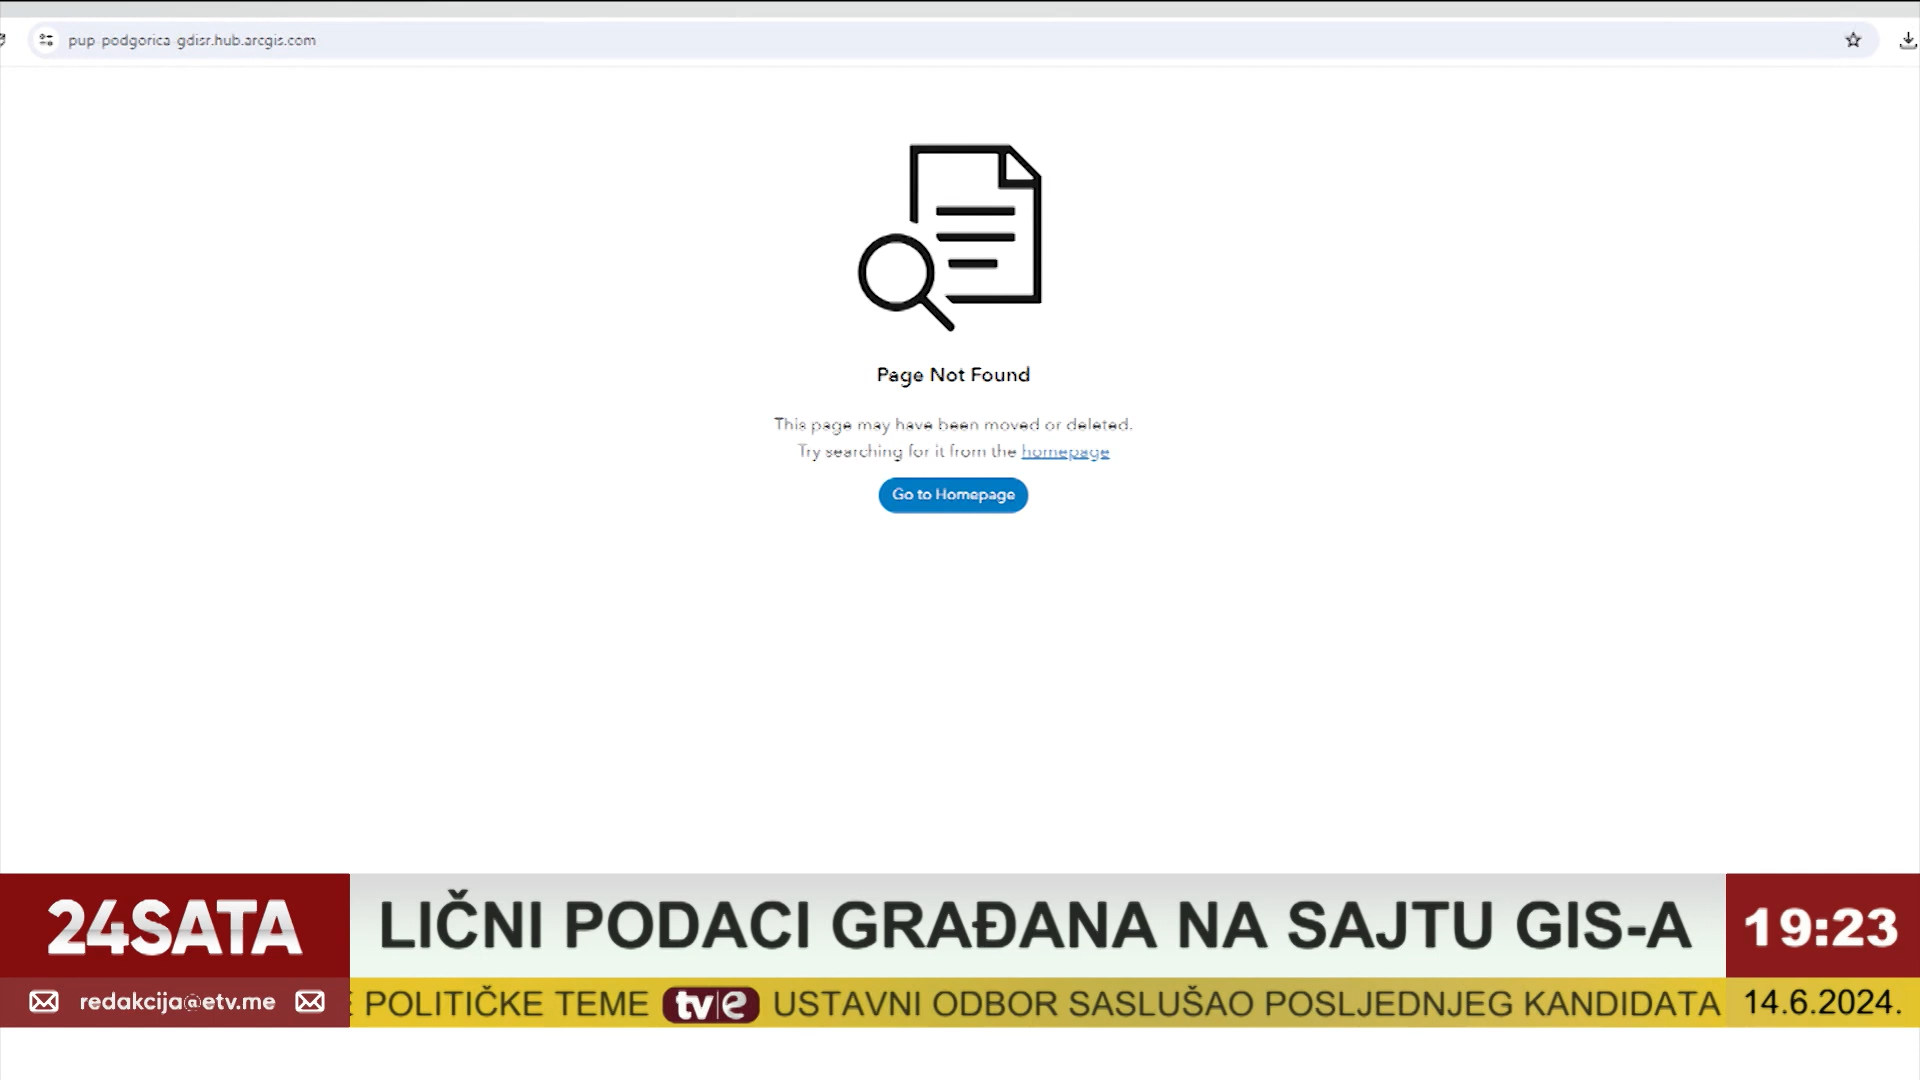 pup podgorica gdisr.hub.arcgis.com
Page Not Found
This page may have been moved or deleted.
Try searching for it from the homepage
Go to Homepage
24SATA
LIČNI PODACI GRAĐANA NA SAJTU GIS-A
19:23
redakcija@etv.me
POLITIČKE TEME tv|e USTAVNI ODBOR SASLUŠAO POSLJEDNJEG KANDIDATA
14.6.2024.